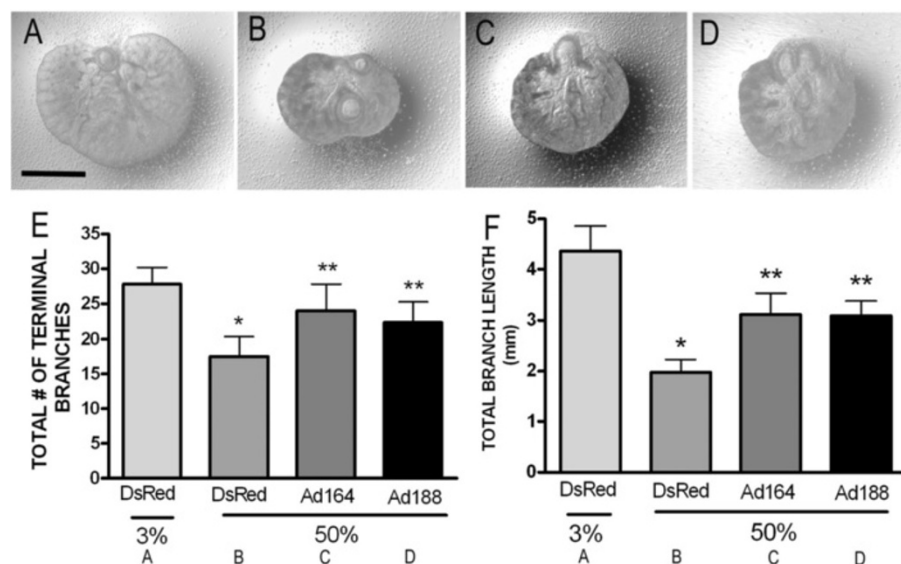 A
B
C
D
E
TOTAL # OF TERMINAL
BRANCHES
35
30
25
20
15
10
5
0
*
**
**
DsRed
DsRed
Ad164
Ad188
3%
50%
A
B
C
D
F
TOTAL BRANCH LENGTH
(mm)
5
4
3
2
1
0
*
**
**
DsRed
DsRed
Ad164
Ad188
3%
50%
A
B
C
D